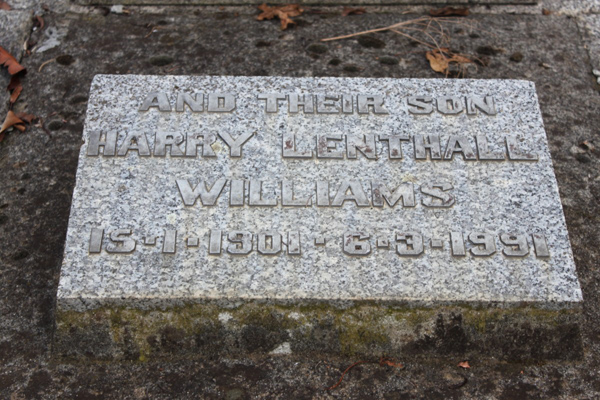 AND THEIR SON
HARRY LENTHALL
WILLIAMS
15-1-1901-6-3-1991